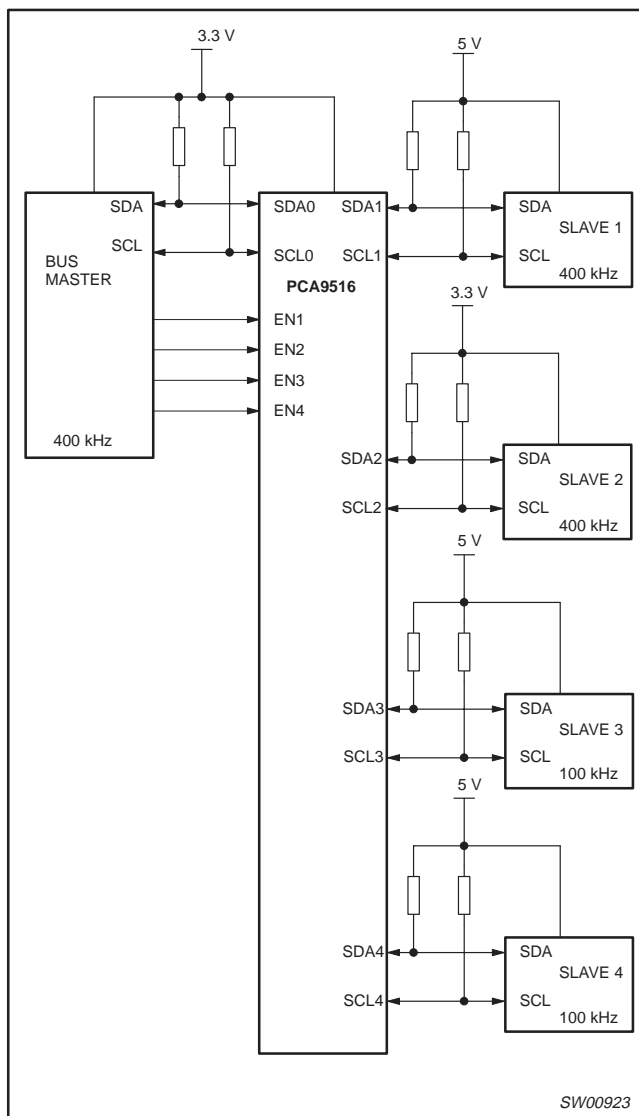 3.3 V
5 V
SDA
SCL
BUS
MASTER
400 kHz
SDA0
SCL0
PCA9516
EN1
EN2
EN3
EN4
SDA1
SCL1
SDA
SLAVE 1
SCL
400 kHz
3.3 V
SDA2
SCL2
SDA
SLAVE 2
SCL
400 kHz
5 V
SDA3
SCL3
SDA
SLAVE 3
SCL
100 kHz
5 V
SDA4
SCL4
SDA
SLAVE 4
SCL
100 kHz
SW00923